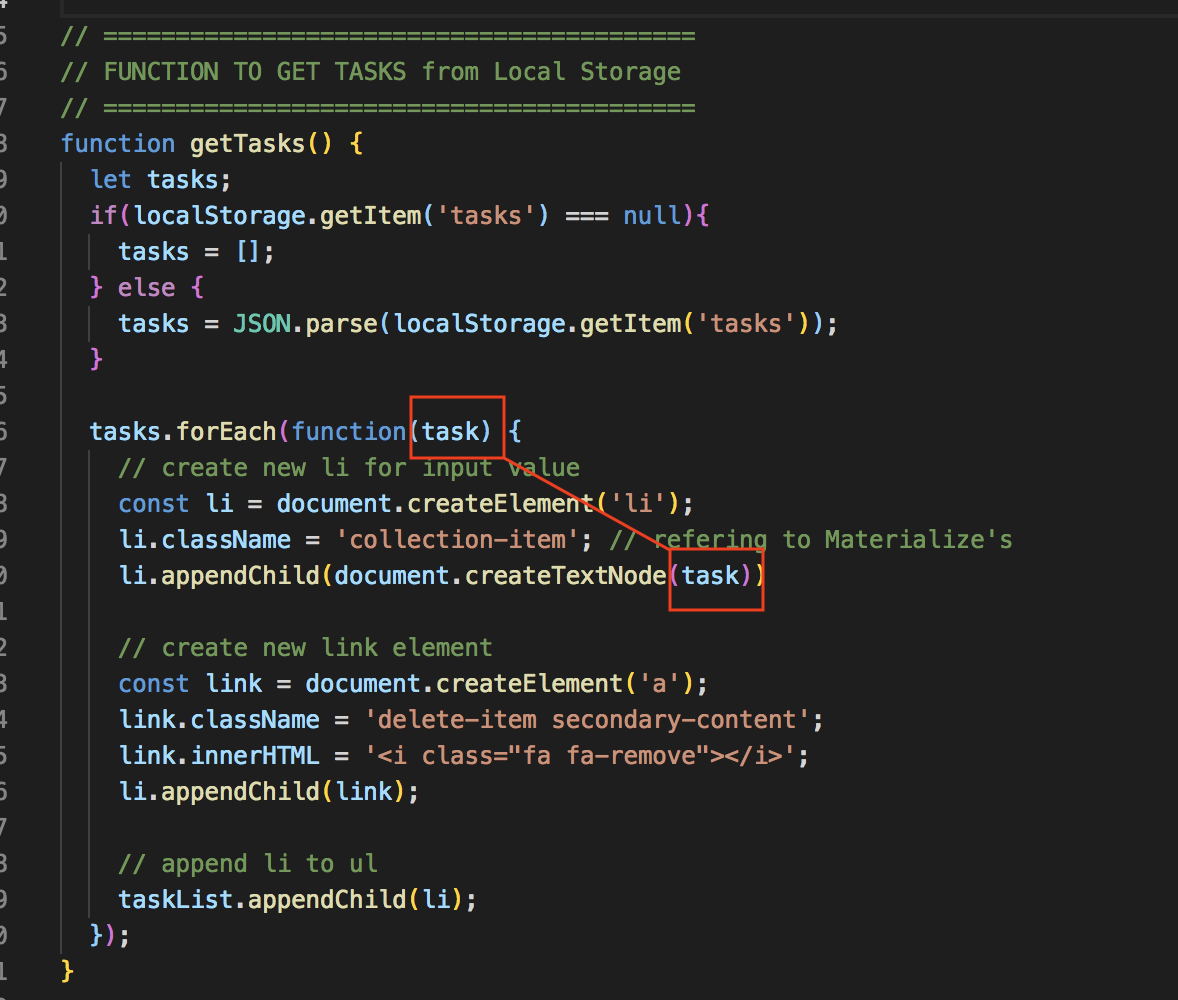 // =========================================
// FUNCTION TO GET TASKS from Local Storage
// =========================================
function getTasks() {
let tasks;
if(localStorage.getItem('tasks') === null){
tasks = [];
} else {
tasks = JSON.parse(localStorage.getItem('tasks'));
}
tasks.forEach(function(task) {
// create new li for input value
const li = document.createElement('li');
li.className = 'collection-item'; // refering to Materialize's
li.appendChild(document.createTextNode(task))
// create new link element
const link = document.createElement('a');
link.className = 'delete-item secondary-content';
link.innerHTML = '<i class="fa fa-remove"></i>';
li.appendChild(link);
// append li to ul
taskList.appendChild(li);
});
}